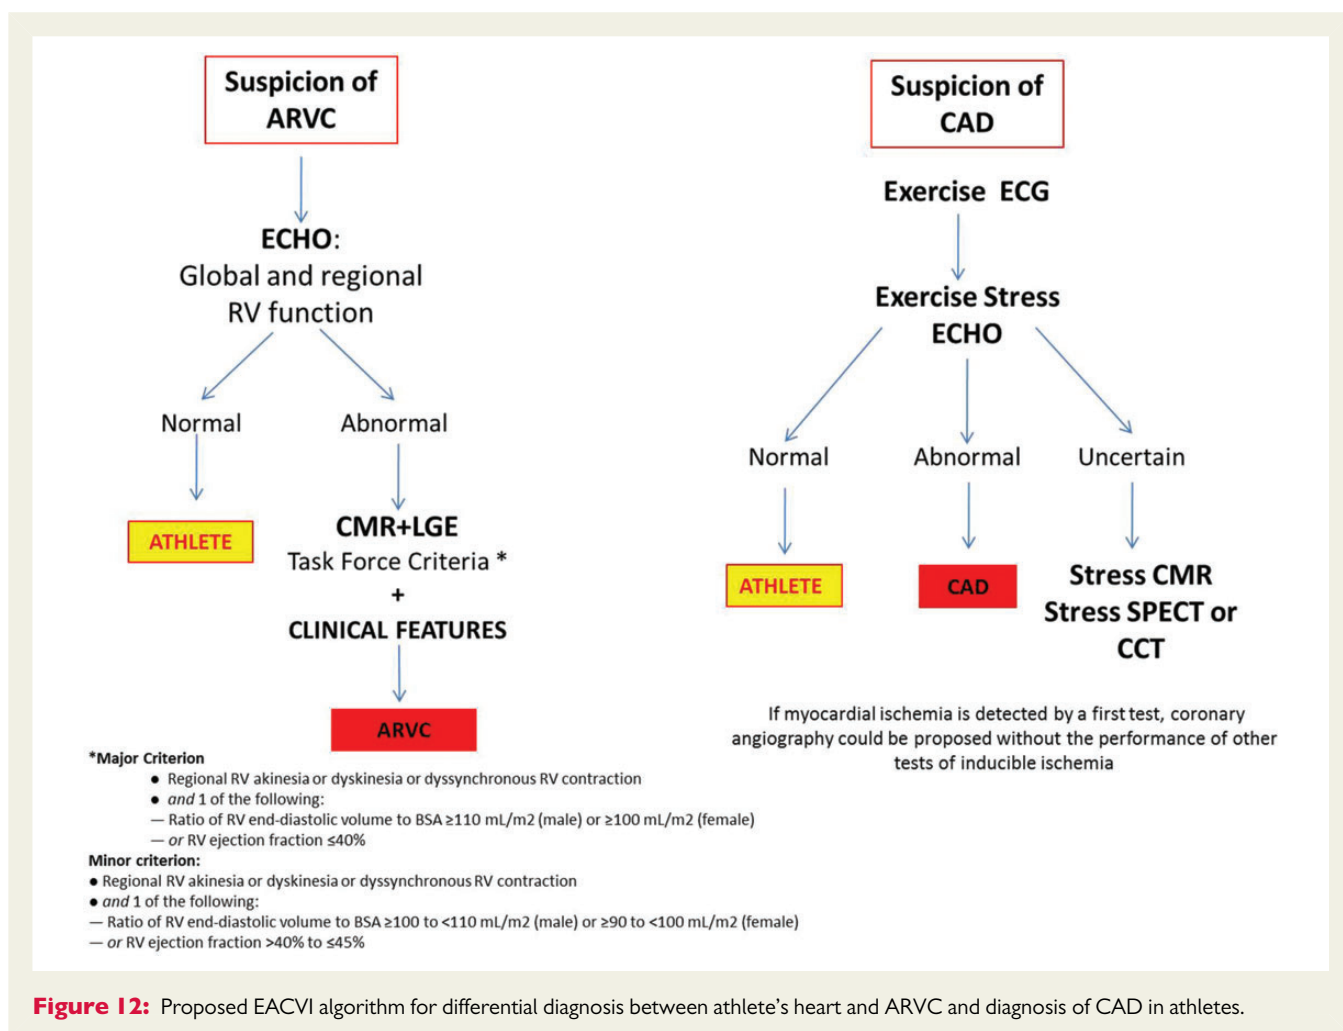 Suspicion of
ARVC
ECHO:
Global and regional
RV function
Normal
Abnormal
ATHLETE
CMR+LGE
Task Force Criteria *
+
CLINICAL FEATURES
ARVC
*Major Criterion
● Regional RV akinesia or dyskinesia or dyssynchronous RV contraction
● and 1 of the following:
— Ratio of RV end-diastolic volume to BSA ≥110 mL/m2 (male) or ≥100 mL/m2 (female)
— or RV ejection fraction ≤40%
Minor criterion:
● Regional RV akinesia or dyskinesia or dyssynchronous RV contraction
● and 1 of the following:
— Ratio of RV end-diastolic volume to BSA ≥100 to <110 mL/m2 (male) or ≥90 to <100 mL/m2 (female)
— or RV ejection fraction >40% to ≤45%
Suspicion of
CAD
Exercise ECG
Exercise Stress
ECHO
Normal
Abnormal
Uncertain
ATHLETE
CAD
Stress CMR
Stress SPECT or
CCT
If myocardial ischemia is detected by a first test, coronary
angiography could be proposed without the performance of other
tests of inducible ischemia
Figure 12: Proposed EACVI algorithm for differential diagnosis between athlete's heart and ARVC and diagnosis of CAD in athletes.